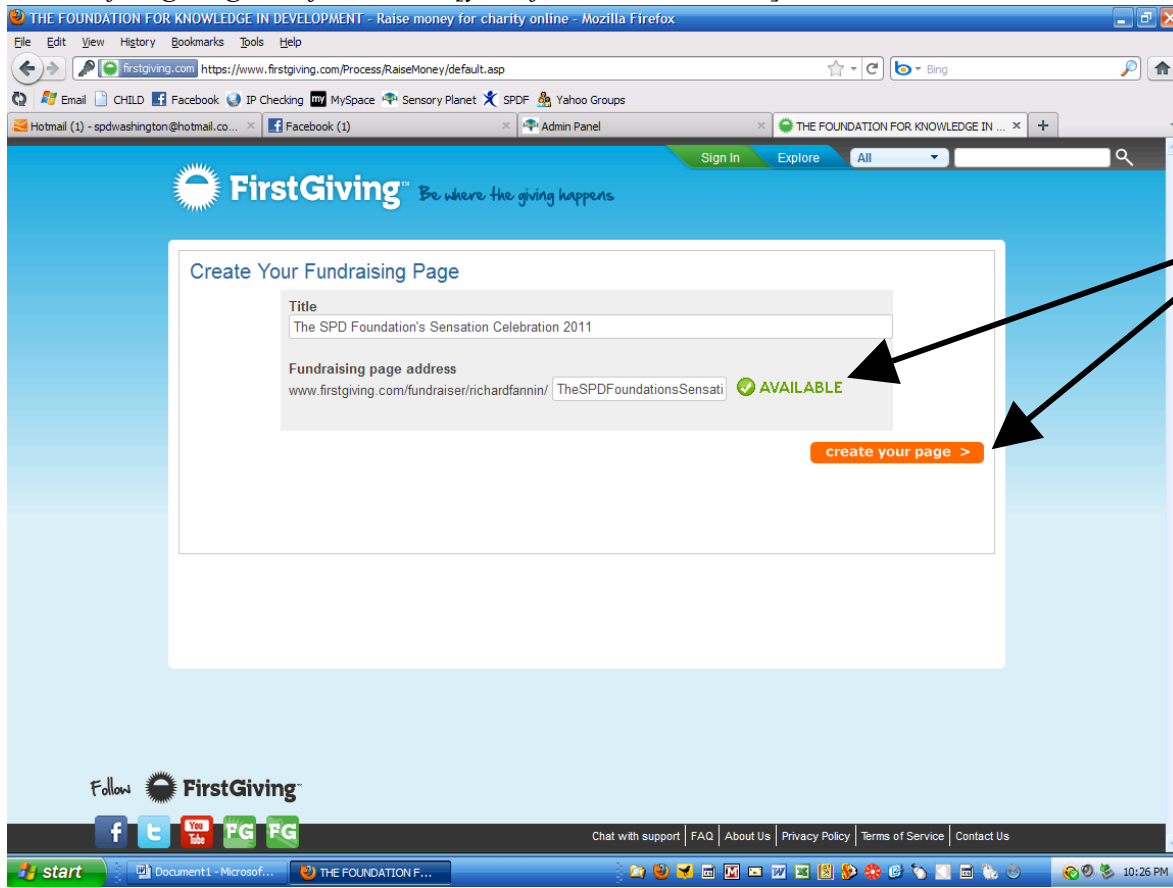 THE FOUNDATION FOR KNOWLEDGE IN DEVELOPMENT - Raise money for charity online - Mozilla Firefox
File Edit View History Bookmarks Tools Help
firstgiving.com https://www.firstgiving.com/Process/RaiseMoney/default.asp Bing
Email CHILD Facebook IP Checking MySpace Sensory Planet SPDF Yahoo Groups
Hotmail (1) - spdwashington@hotmail.co... Facebook (1) Admin Panel THE FOUNDATION FOR KNOWLEDGE IN ...
Sign In Explore All
FirstGiving Be where the giving happens
Create Your Fundraising Page
Title
The SPD Foundation's Sensation Celebration 2011
Fundraising page address
www.firstgiving.com/fundraiser/richardfannin/ TheSPDFoundationsSensati AVAILABLE
create your page >
Follow FirstGiving
f t You Tube FG FG
Chat with support FAQ About Us Privacy Policy Terms of Service Contact Us
start Document1 - Microsof... THE FOUNDATION F... 10:26 PM